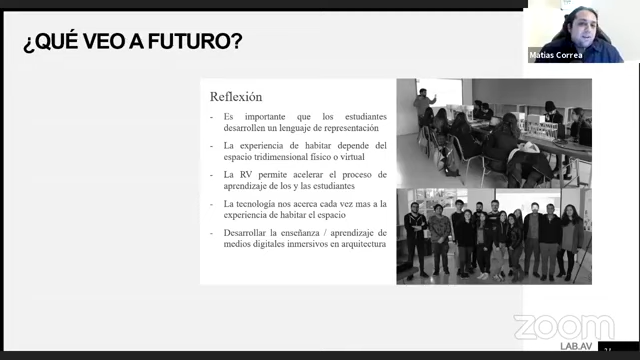 ¿QUÉ VEO A FUTURO?
Matias Correa
Reflexión
- Es importante que los estudiantes
desarrollen un lenguaje de representación
- La experiencia de habitar depende del
espacio tridimensional físico o virtual
- La RV permite acelerar el proceso de
aprendizaje de los y las estudiantes
- La tecnología nos acerca cada vez mas a la
experiencia de habitar el espacio
- Desarrollar la enseñanza / aprendizaje de
medios digitales inmersivos en arquitectura
zoom
LAB.AV